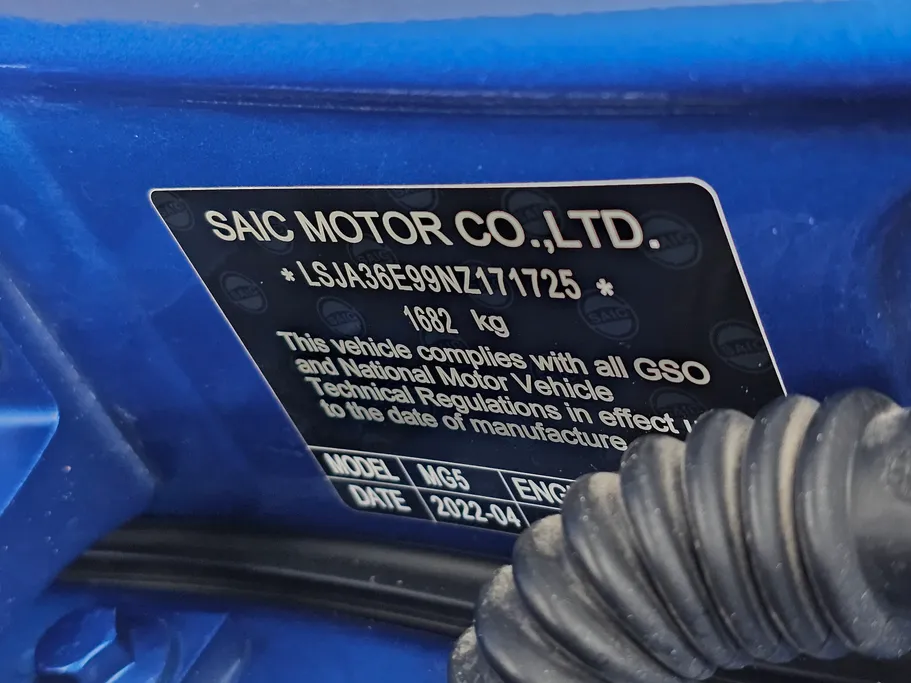 SAIC MOTOR CO.,LTD.
* LSJA36E99NZ171725 *
1682 kg
This vehicle complies with all GSO
and National Motor Vehicle
Technical Regulations in effect
to the date of manufacture
MODEL MG5
DATE 2022-04